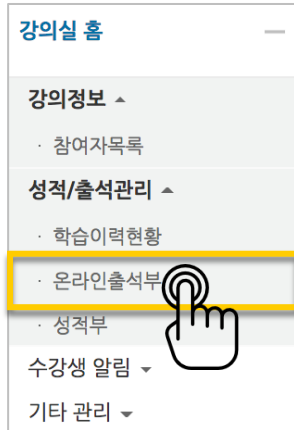 강의실 홈
강의정보
· 참여자목록
성적/출석관리
· 학습이력현황
· 온라인출석부
· 성적부
수강생 알림
기타 관리